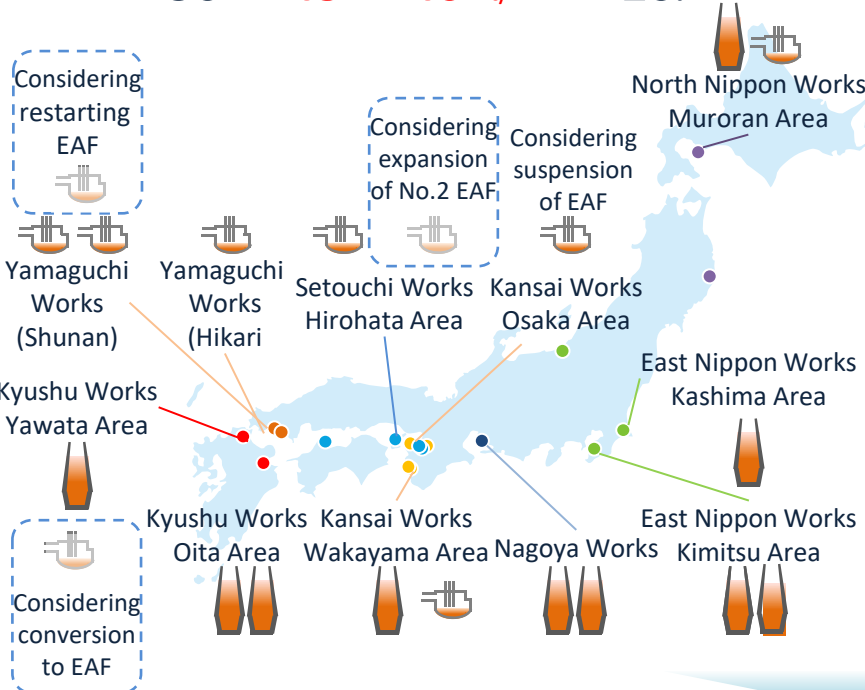 Considering
restarting
EAF
Considering
expansion
of No.2 EAF
Considering
suspension
of EAF
North Nippon Works
Muroran Area
Yamaguchi
Works
(Shunan)
Yamaguchi
Works
(Hikari
Setouchi Works
Hirohata Area
Kansai Works
Osaka Area
East Nippon Works
Kashima Area
Kyushu Works
Yawata Area
Kyushu Works
Oita Area
Kansai Works
Wakayama Area
Nagoya Works
East Nippon Works
Kimitsu Area
Considering
conversion
to EAF